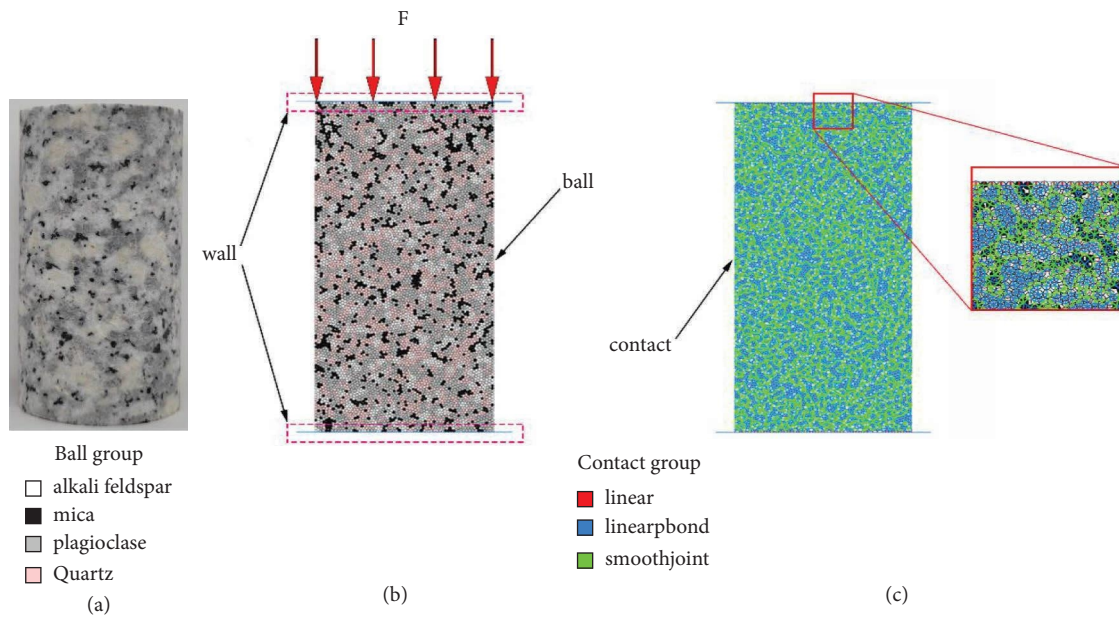 F
wall
ball
contact
Ball group
alkali feldspar
mica
plagioclase
Quartz
(a)
(b)
Contact group
linear
linearpbond
smoothjoint
(c)